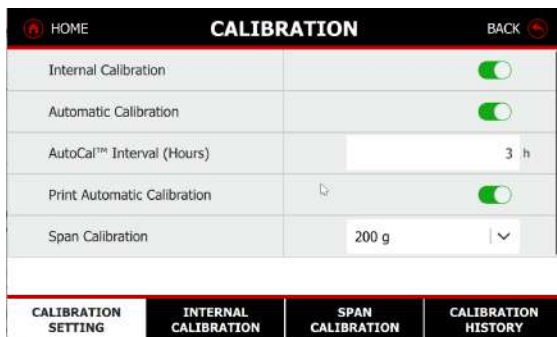 HOME CALIBRATION BACK
Internal Calibration
Automatic Calibration
AutoCal™ Interval (Hours) 3 h
Print Automatic Calibration
Span Calibration 200 g
CALIBRATION SETTING
INTERNAL CALIBRATION
SPAN CALIBRATION
CALIBRATION HISTORY